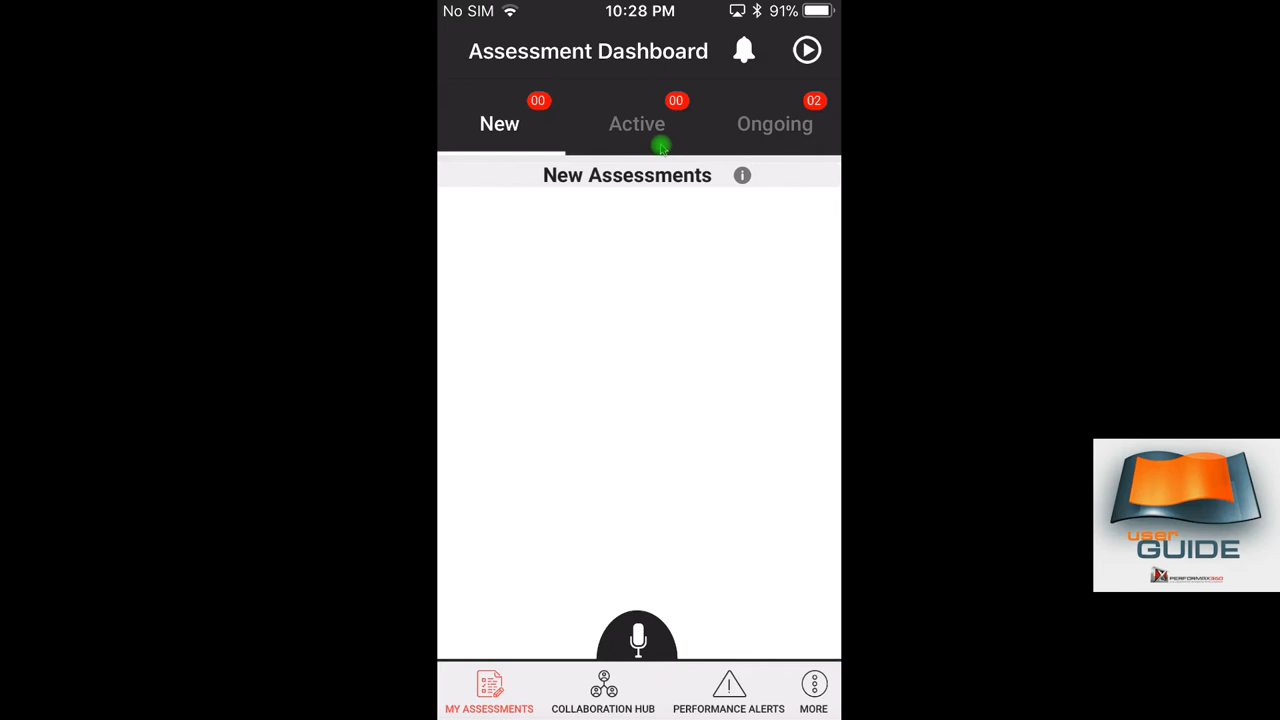 No SIM 10:28 PM 91%
Assessment Dashboard
00 00 02
New Active Ongoing
New Assessments
MY ASSESSMENTS COLLABORATION HUB PERFORMANCE ALERTS MORE
user
GUIDE
PERFORMAX360